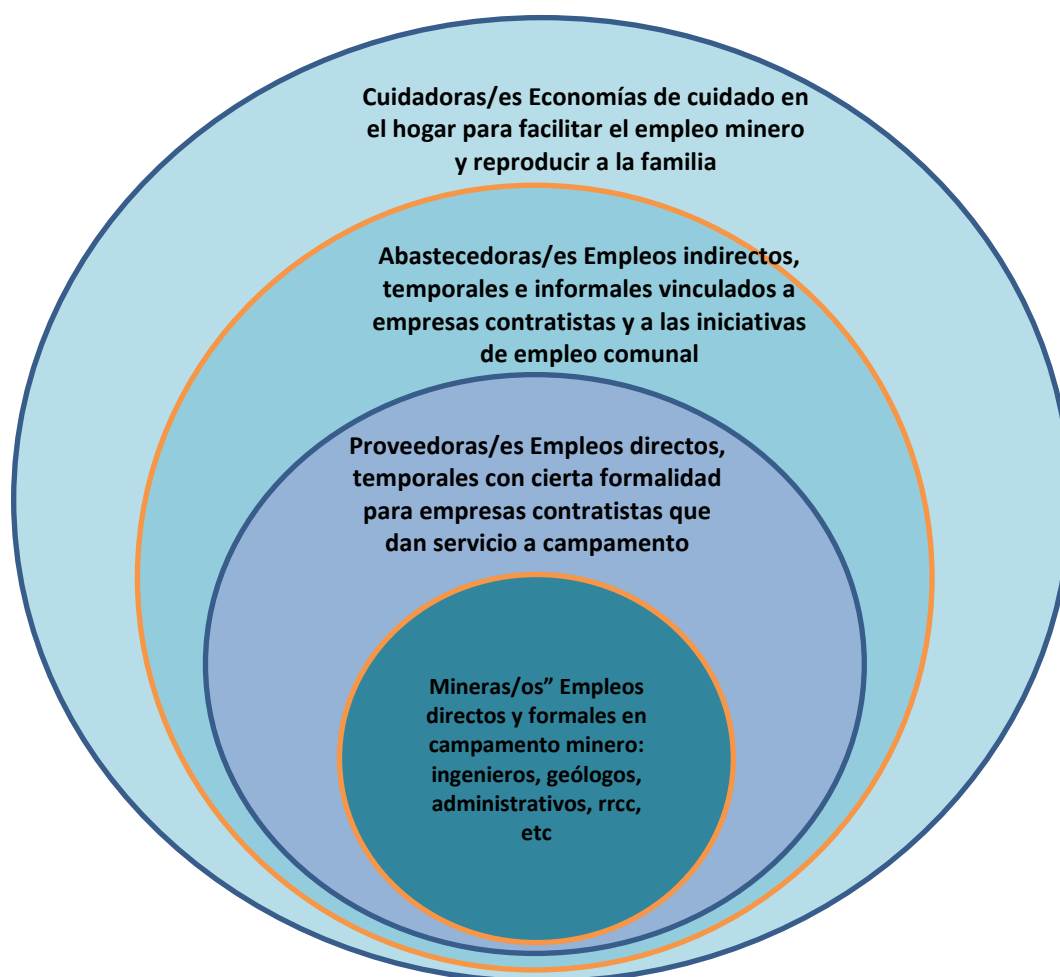 Cuidadoras/es Economías de cuidado en
el hogar para facilitar el empleo minero
y reproducir a la familia
Abastecedoras/es Empleos indirectos,
temporales e informales vinculados a
empresas contratistas y a las iniciativas
de empleo comunal
Proveedoras/es Empleos directos,
temporales con cierta formalidad
para empresas contratistas que
dan servicio a campamento
Mineras/os” Empleos
directos y formales en
campamento minero:
ingenieros, geólogos,
administrativos, rrcc,
etc